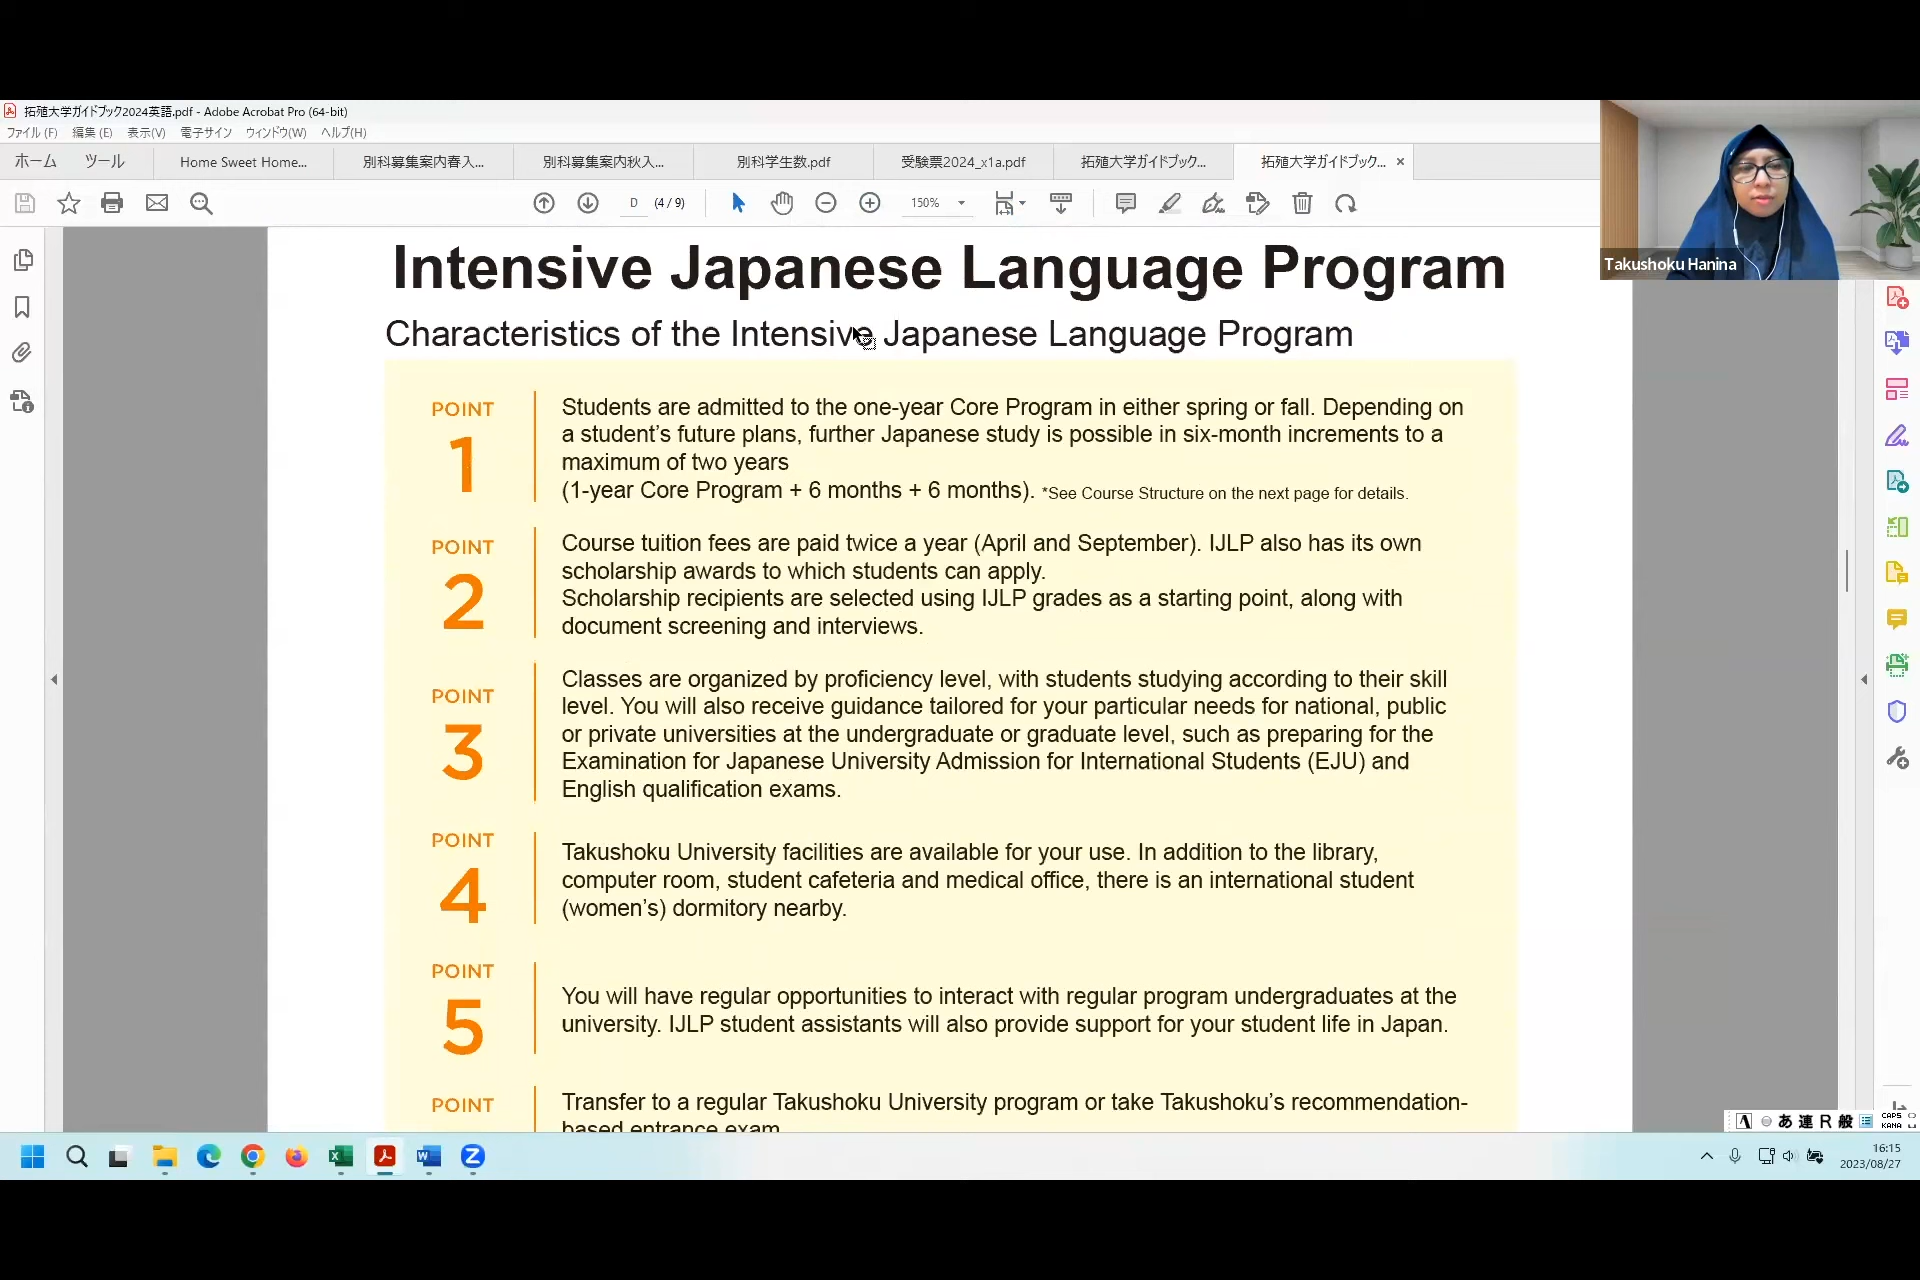 拓殖大学ガイドブック2024英語.pdf - Adobe Acrobat Pro (64-bit)
ファイル(F) 編集(E) 表示(V) 電子サイン ウィンドウ(W) ヘルプ(H)
ホーム ツール Home Sweet Home... 別科募集案内春入... 別科募集案内秋入... 別科学生数.pdf 受験票2024_x1a.pdf 拓殖大学ガイドブック... 拓殖大学ガイドブック... ×
D (4 / 9) 150%
Takushoku Hanina
Intensive Japanese Language Program
Characteristics of the Intensive Japanese Language Program
POINT 1
Students are admitted to the one-year Core Program in either spring or fall. Depending on
a student’s future plans, further Japanese study is possible in six-month increments to a
maximum of two years
(1-year Core Program + 6 months + 6 months). *See Course Structure on the next page for details.
POINT 2
Course tuition fees are paid twice a year (April and September). IJLP also has its own
scholarship awards to which students can apply.
Scholarship recipients are selected using IJLP grades as a starting point, along with
document screening and interviews.
POINT 3
Classes are organized by proficiency level, with students studying according to their skill
level. You will also receive guidance tailored for your particular needs for national, public
or private universities at the undergraduate or graduate level, such as preparing for the
Examination for Japanese University Admission for International Students (EJU) and
English qualification exams.
POINT 4
Takushoku University facilities are available for your use. In addition to the library,
computer room, student cafeteria and medical office, there is an international student
(women’s) dormitory nearby.
POINT 5
You will have regular opportunities to interact with regular program undergraduates at the
university. IJLP student assistants will also provide support for your student life in Japan.
POINT
Transfer to a regular Takushoku University program or take Takushoku’s recommendation-
based entrance exam
A あ 連 R 般 CAPS KANA
16:15
2023/08/27